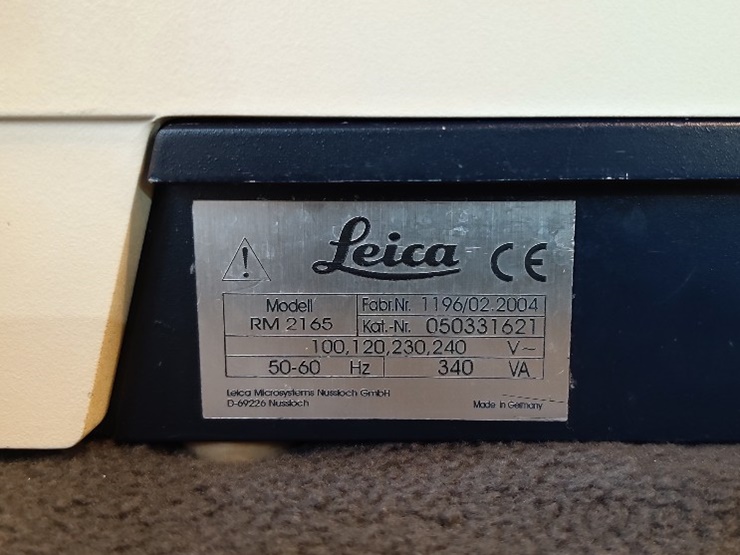 Leica CE
Modell
RM 2165
Fabr.Nr. 1196/02.2004
Kat.-Nr. 050331621
100,120,230,240 V~
50-60 Hz 340 VA
Leica Microsystems Nussloch GmbH
D-69226 Nussloch
Made in Germany